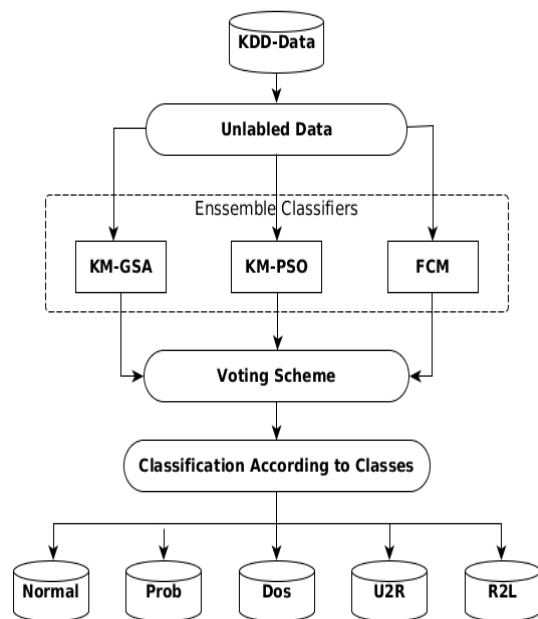 KDD-Data
Unlabled Data
Enssemble Classifiers
KM-GSA
KM-PSO
FCM
Voting Scheme
Classification According to Classes
Normal
Prob
Dos
U2R
R2L